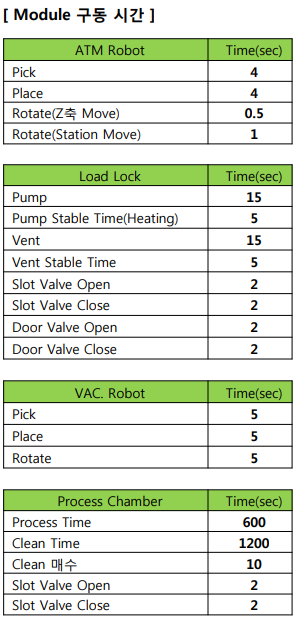 [ Module 구동 시간 ]
ATM Robot Time(sec)
Pick 4
Place 4
Rotate(Z축 Move) 0.5
Rotate(Station Move) 1
Load Lock Time(sec)
Pump 15
Pump Stable Time(Heating) 5
Vent 15
Vent Stable Time 5
Slot Valve Open 2
Slot Valve Close 2
Door Valve Open 2
Door Valve Close 2
VAC. Robot Time(sec)
Pick 5
Place 5
Rotate 5
Process Chamber Time(sec)
Process Time 600
Clean Time 1200
Clean 매수 10
Slot Valve Open 2
Slot Valve Close 2